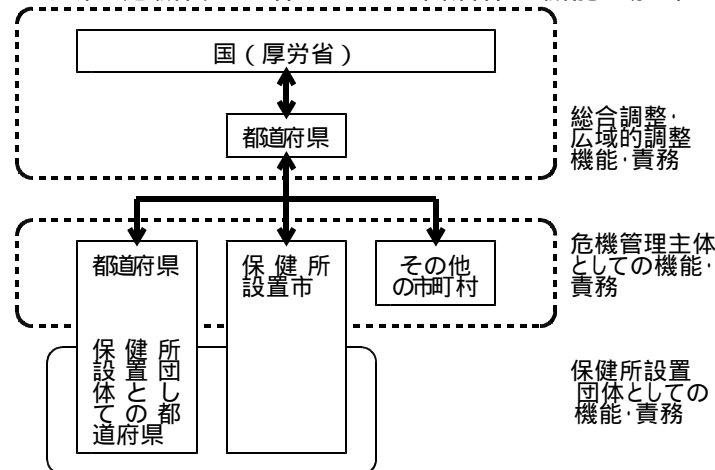 国（厚労省）
都道府県
総合調整・
広域的調整
機能・責務
都道府県
保 健 所
設置市
その他
の市町村
危機管理主体
としての機能・
責務
保 健 所
設 置 団
体 と し
て の 都
道府県
保健所設置
団体としての
機能・責務